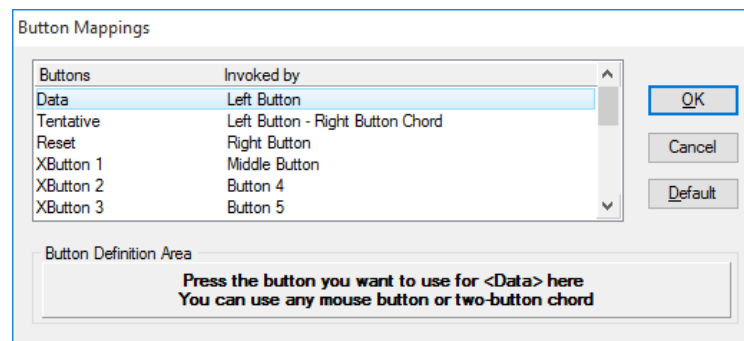 Button Mappings
Buttons Invoked by
Data Left Button
Tentative Left Button - Right Button Chord
Reset Right Button
XButton 1 Middle Button
XButton 2 Button 4
XButton 3 Button 5
OK
Cancel
Default
Button Definition Area
Press the button you want to use for <Data> here
You can use any mouse button or two-button chord